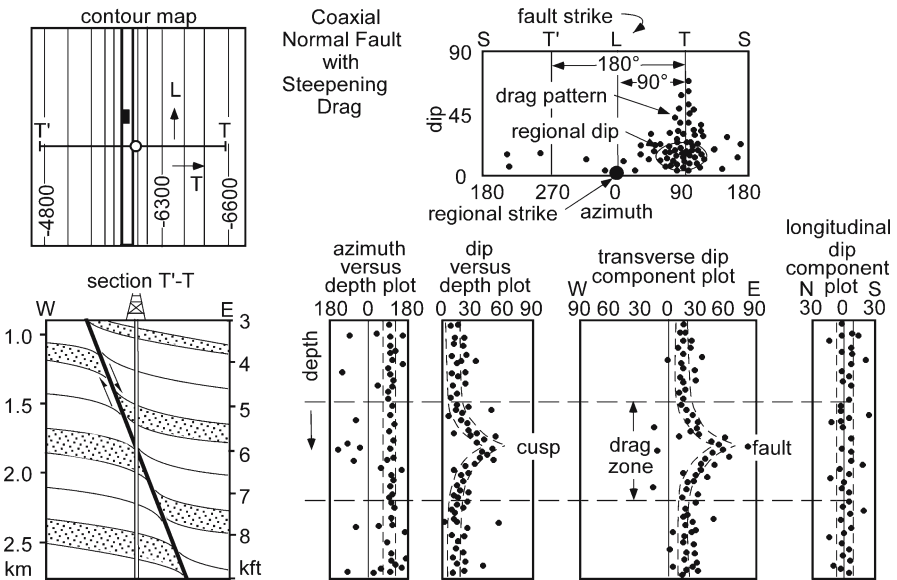 contour map
L
T'
T
T
-4800
-6300
-6600
Coaxial
Normal Fault
with
Steepening
Drag
fault strike
S T' L T S
90
45
0
dip
180°
90°
drag pattern
regional dip
180 270 0 90 180
regional strike
azimuth
section T'-T
W E
1.0
1.5
2.0
2.5
km
3
4
5
6
7
8
kft
azimuth
versus
depth plot
180 0 180
depth
dip
versus
depth plot
0 30 60 90
cusp
transverse dip
component plot
W E
90 60 30 0 30 60 90
drag
zone
fault
longitudinal
dip
component
plot
N S
30 0 30